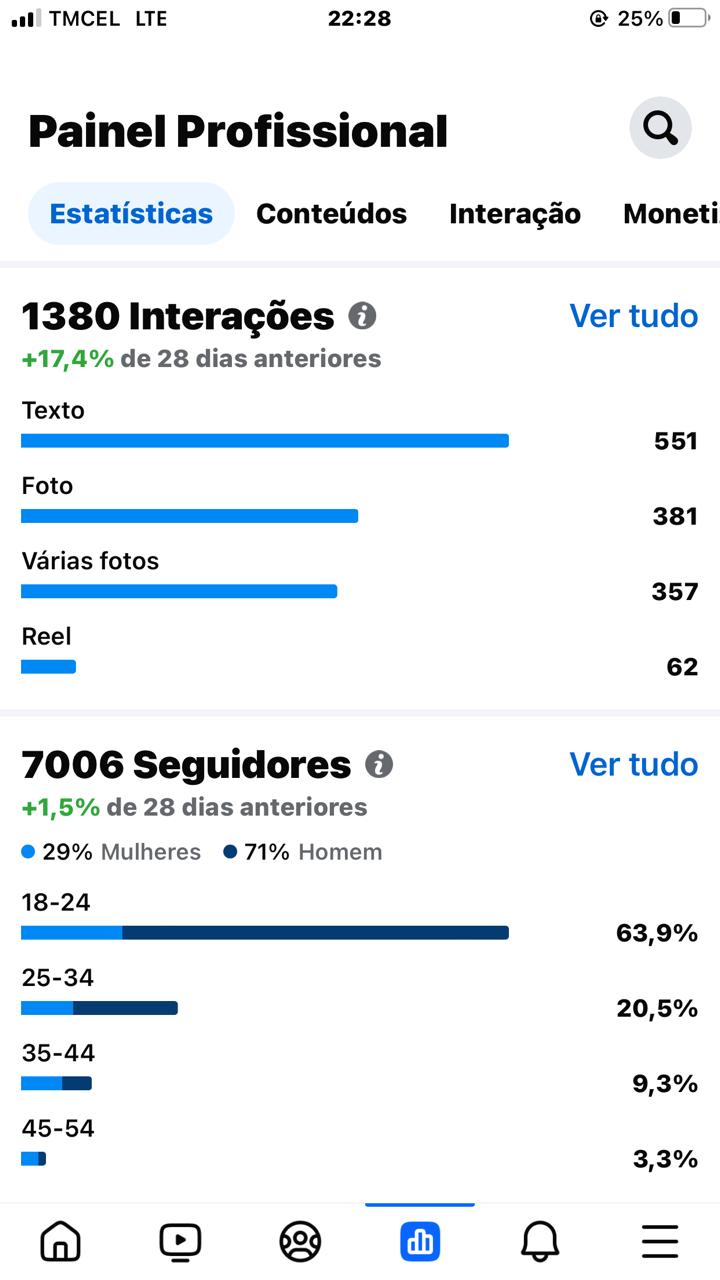 TMCEL LTE 22:28 25%
Painel Profissional
Estatísticas Conteúdos Interação Moneti
1380 Interações Ver tudo
+17,4% de 28 dias anteriores
Texto
551
Foto
381
Várias fotos
357
Reel
62
7006 Seguidores Ver tudo
+1,5% de 28 dias anteriores
29% Mulheres 71% Homem
18-24
63,9%
25-34
20,5%
35-44
9,3%
45-54
3,3%